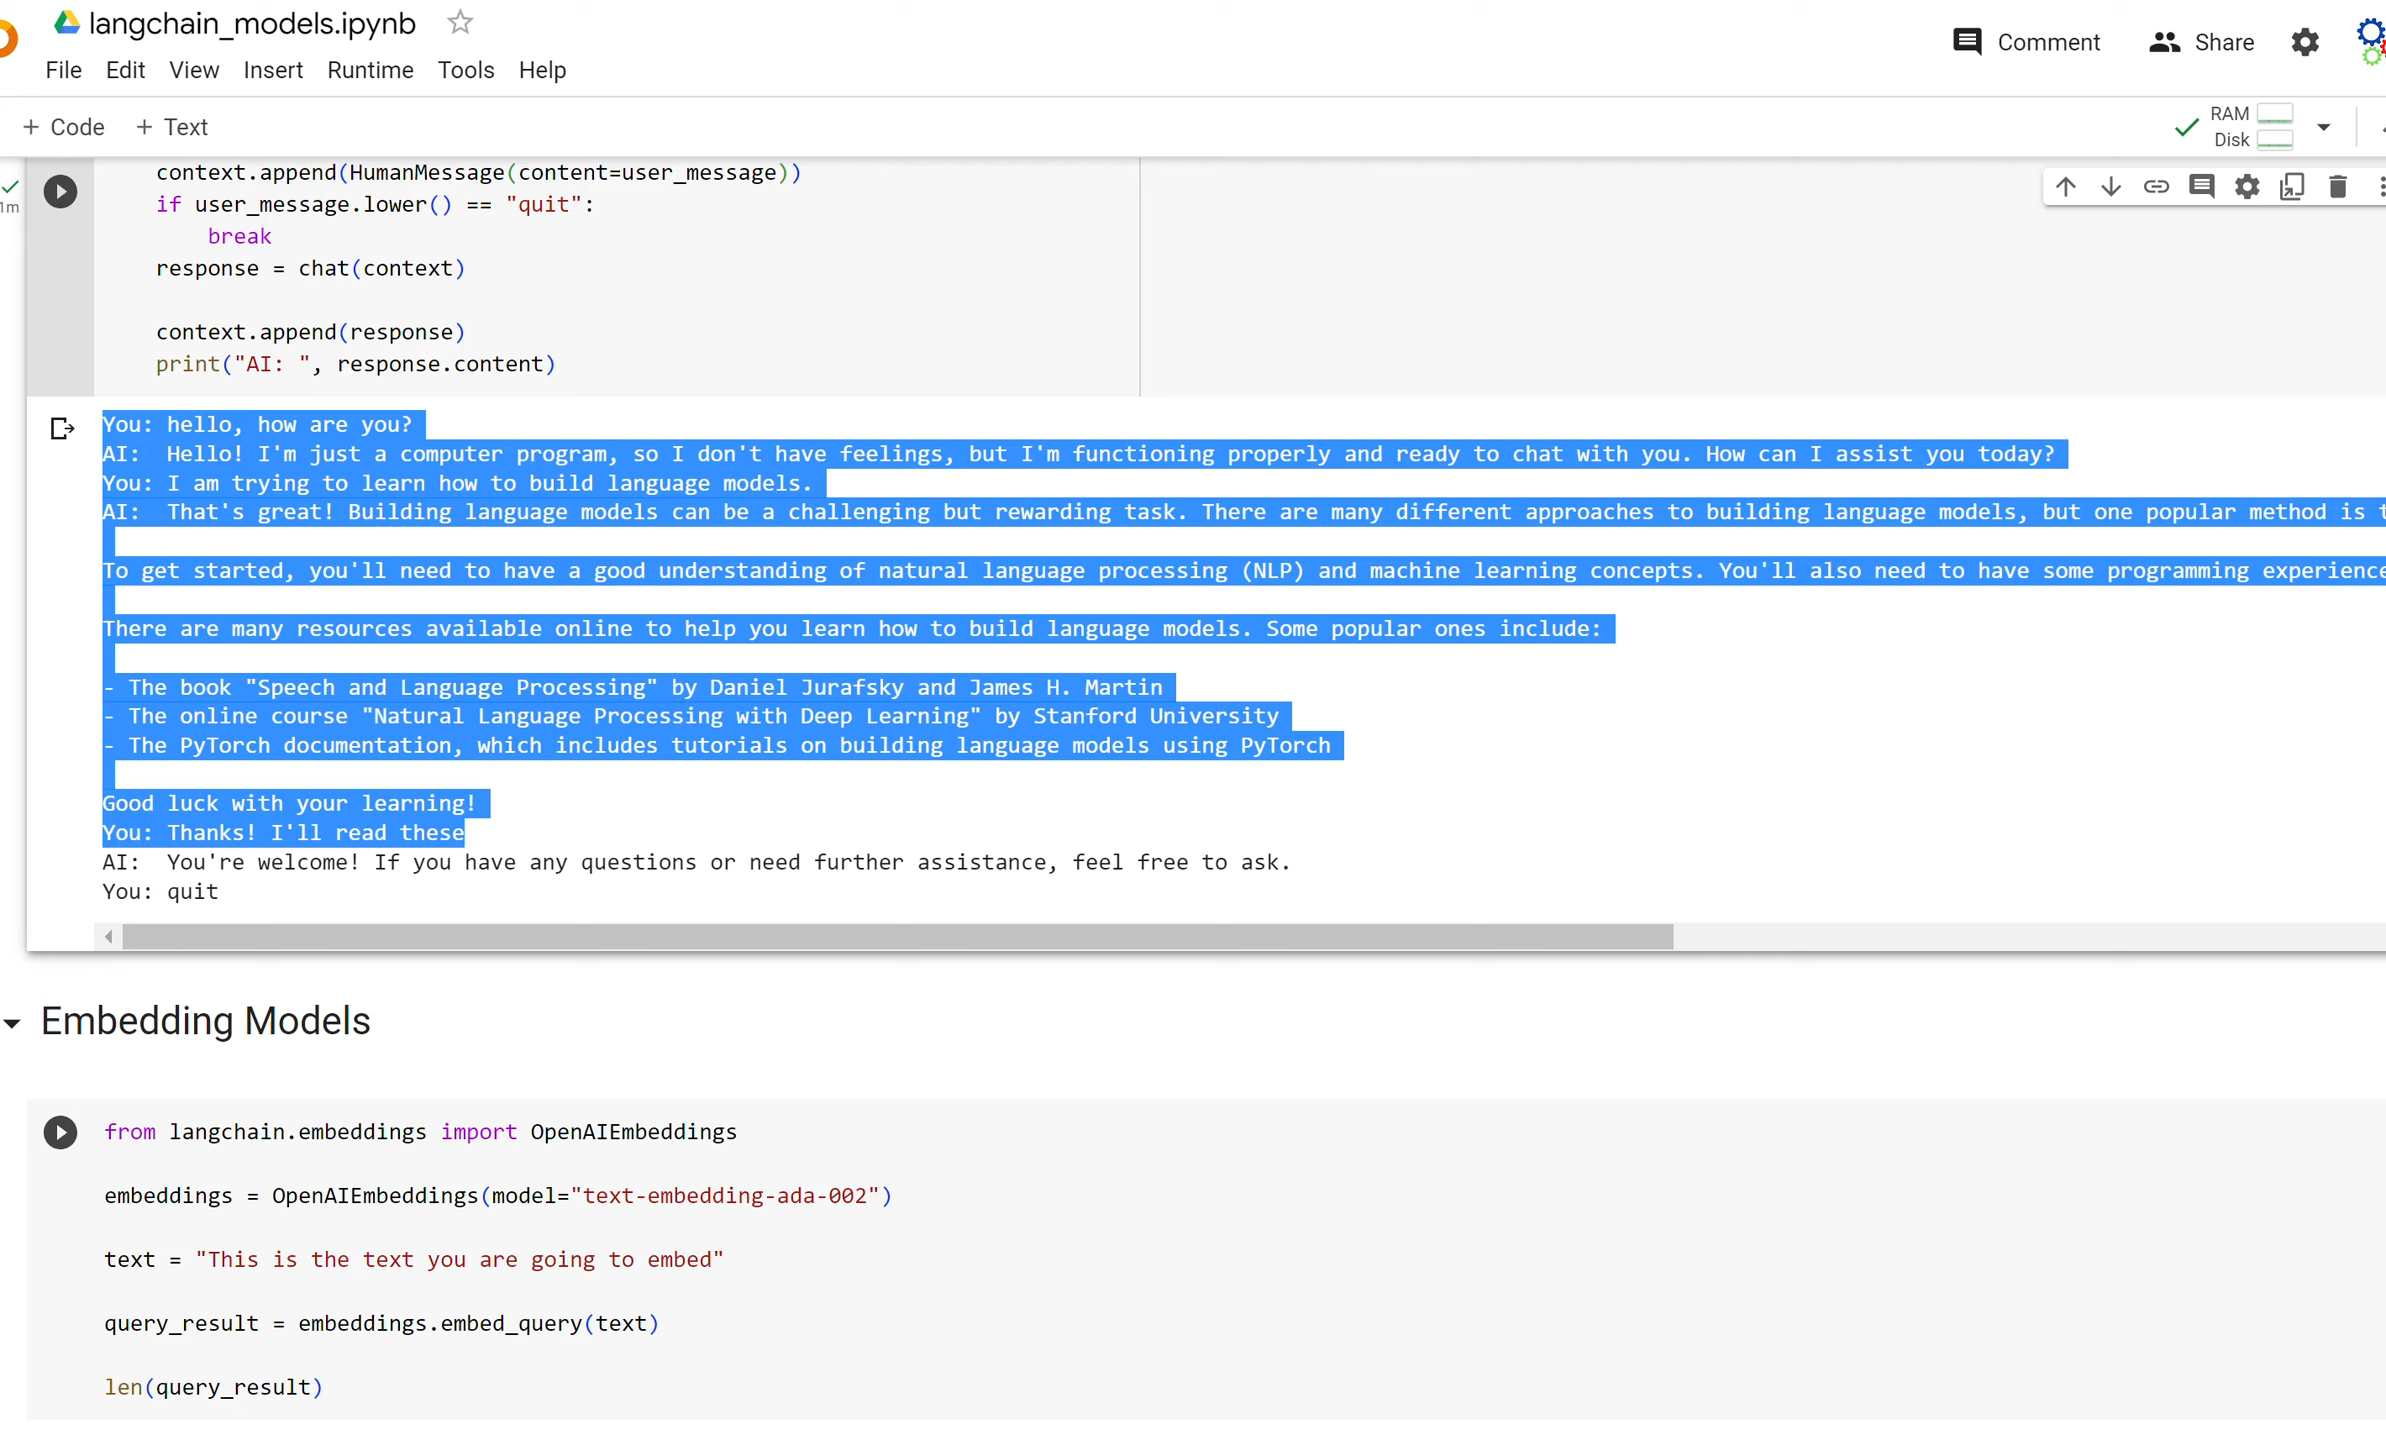 langchain_models.ipynb
Comment Share
File Edit View Insert Runtime Tools Help
+ Code + Text
RAM
Disk
1m
context.append(HumanMessage(content=user_message))
if user_message.lower() == "quit":
break
response = chat(context)
context.append(response)
print("AI: ", response.content)
You: hello, how are you?
AI:  Hello! I'm just a computer program, so I don't have feelings, but I'm functioning properly and ready to chat with you. How can I assist you today?
You: I am trying to learn how to build language models.
AI:  That's great! Building language models can be a challenging but rewarding task. There are many different approaches to building language models, but one popular method is
To get started, you'll need to have a good understanding of natural language processing (NLP) and machine learning concepts. You'll also need to have some programming experience
There are many resources available online to help you learn how to build language models. Some popular ones include:
- The book "Speech and Language Processing" by Daniel Jurafsky and James H. Martin
- The online course "Natural Language Processing with Deep Learning" by Stanford University
- The PyTorch documentation, which includes tutorials on building language models using PyTorch
Good luck with your learning!
You: Thanks! I'll read these
AI:  You're welcome! If you have any questions or need further assistance, feel free to ask.
You: quit
Embedding Models
from langchain.embeddings import OpenAIEmbeddings
embeddings = OpenAIEmbeddings(model="text-embedding-ada-002")
text = "This is the text you are going to embed"
query_result = embeddings.embed_query(text)
len(query_result)